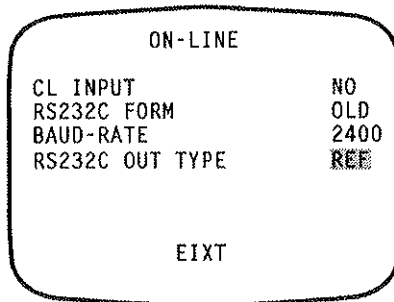 ON-LINE
CL INPUT NO
RS232C FORM OLD
BAUD-RATE 2400
RS232C OUT TYPE REF
EIXT